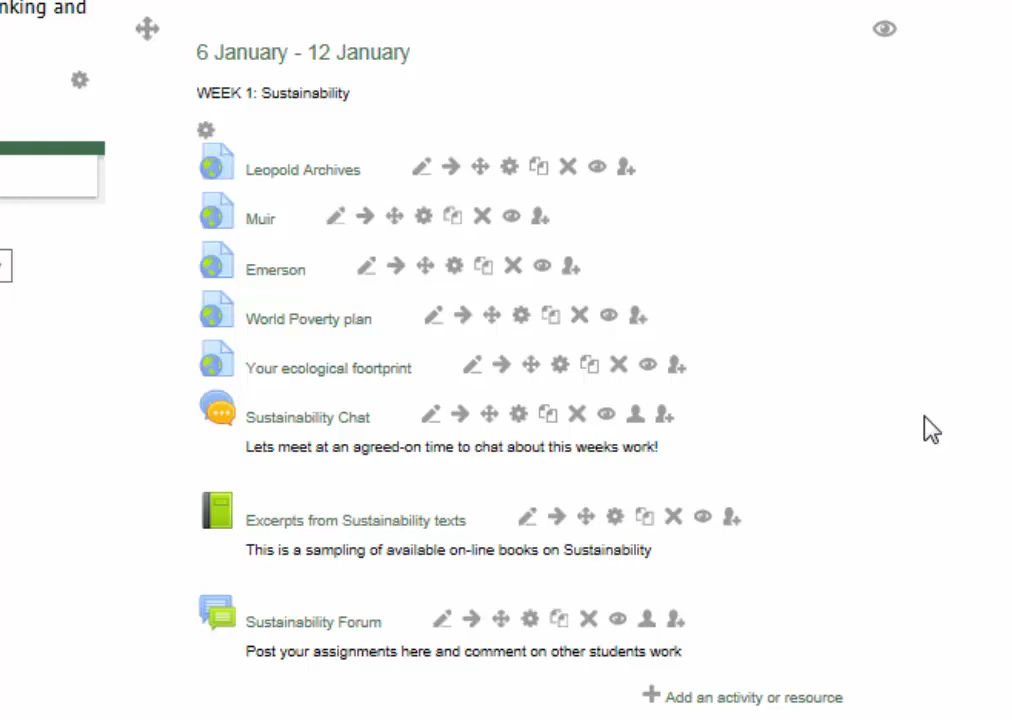 nking and
6 January - 12 January
WEEK 1: Sustainability
Leopold Archives
Muir
Emerson
World Poverty plan
Your ecological foortprint
Sustainability Chat
Lets meet at an agreed-on time to chat about this weeks work!
Excerpts from Sustainability texts
This is a sampling of available on-line books on Sustainability
Sustainability Forum
Post your assignments here and comment on other students work
Add an activity or resource